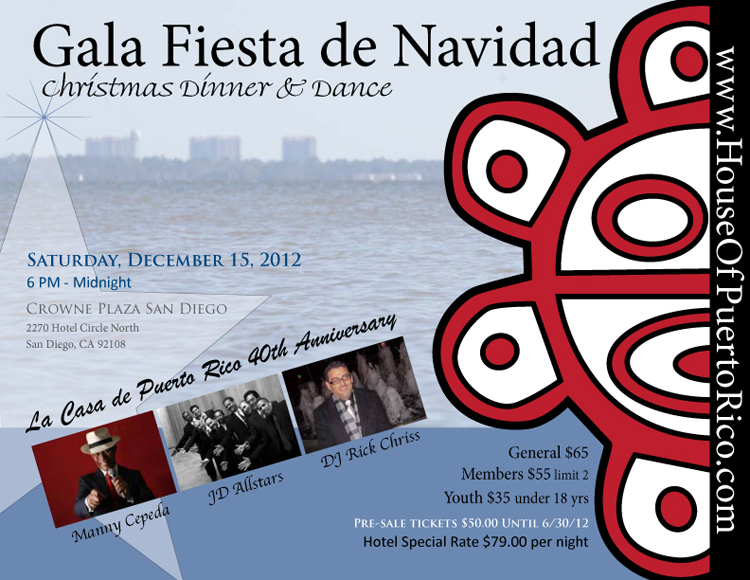 Gala Fiesta de Navidad
Christmas Dinner & Dance
www.HouseOfPuertoRico.com
Saturday, December 15, 2012
6 PM - Midnight
Crowne Plaza San Diego
2270 Hotel Circle North
San Diego, CA 92108
La Casa de Puerto Rico 40th Anniversary
Manny Cepeda
JD Allstars
DJ Rick Chriss
General $65
Members $55 limit 2
Youth $35 under 18 yrs
Pre-sale tickets $50.00 Until 6/30/12
Hotel Special Rate $79.00 per night